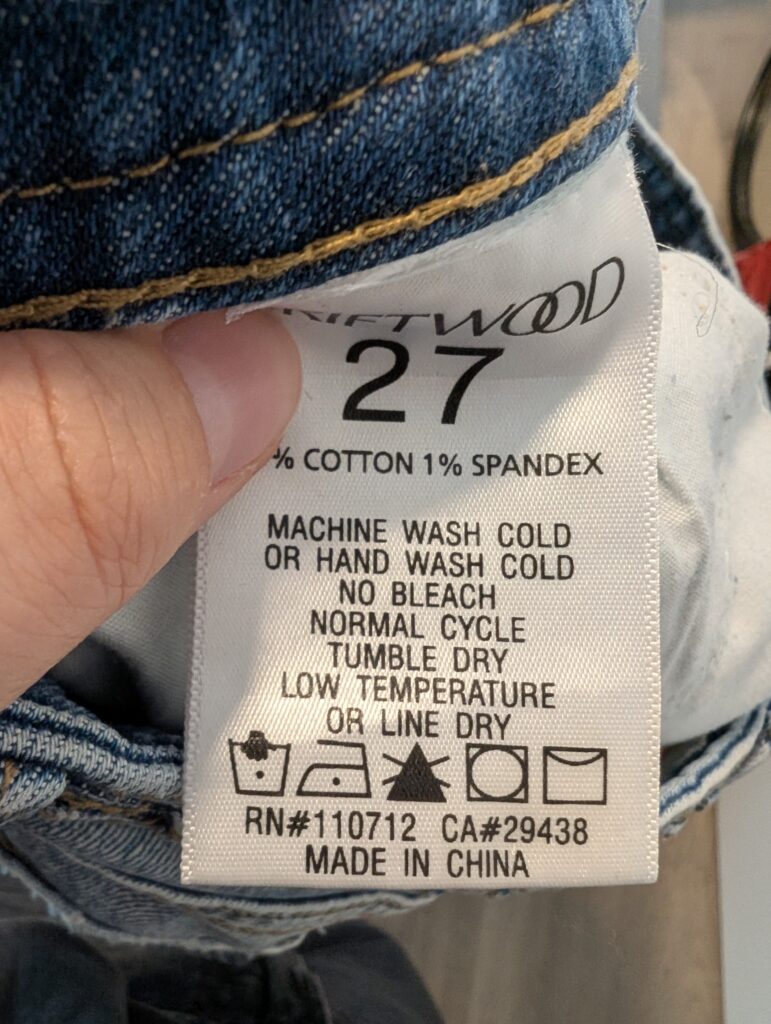 27
% COTTON 1% SPANDEX
MACHINE WASH COLD
OR HAND WASH COLD
NO BLEACH
NORMAL CYCLE
TUMBLE DRY
LOW TEMPERATURE
OR LINE DRY
RN#110712 CA#29438
MADE IN CHINA